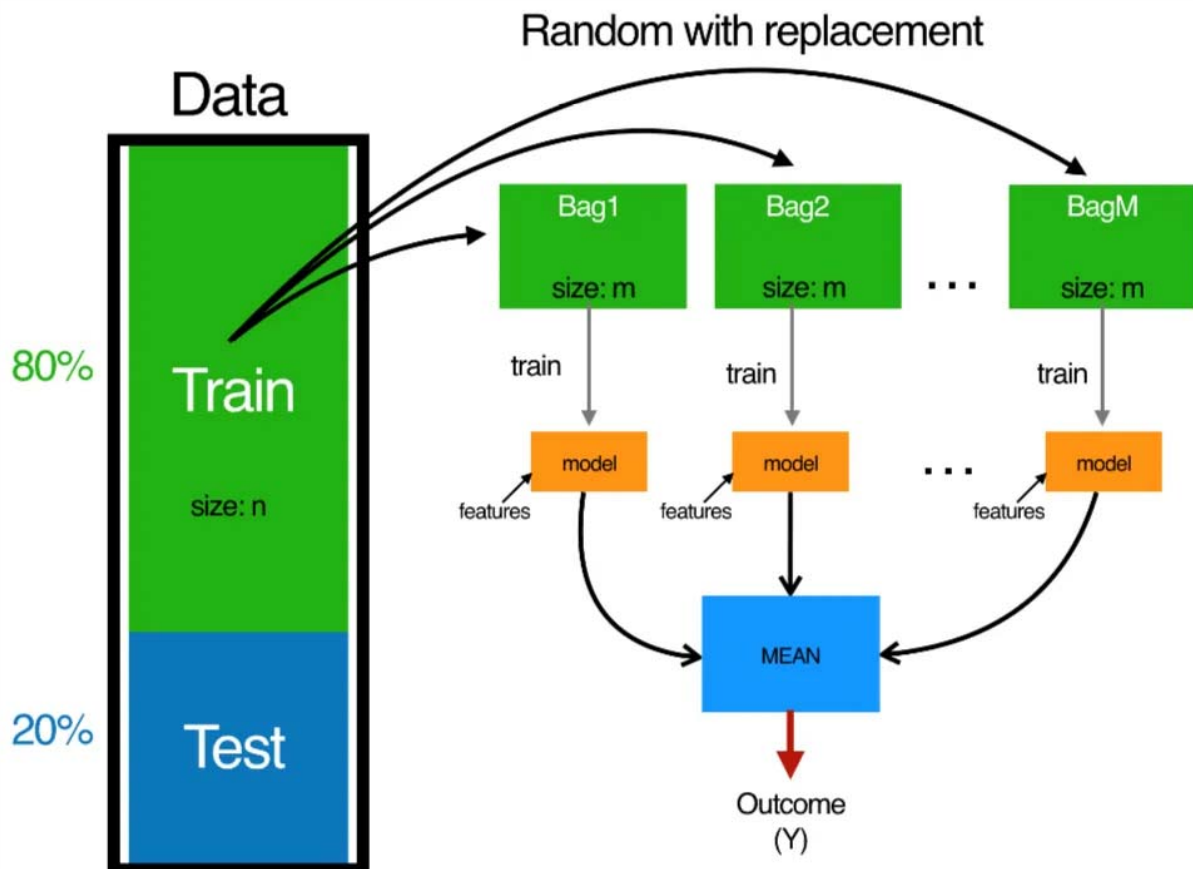 Random with replacement
Data
80%
Train
size: n
20%
Test
Bag1
size: m
Bag2
size: m
...
BagM
size: m
train
train
train
model
model
...
model
features
features
features
MEAN
Outcome
(Y)